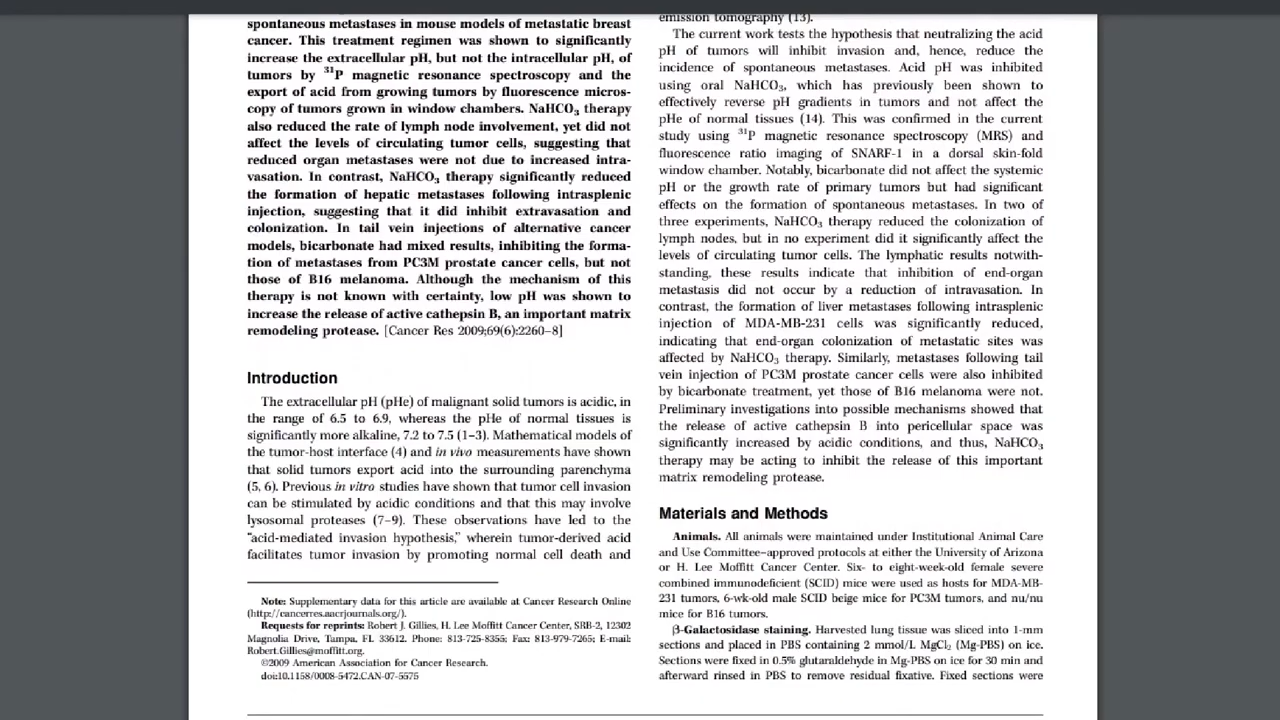 spontaneous metastases in mouse models of metastatic breast
cancer. This treatment regimen was shown to significantly
increase the extracellular pH, but not the intracellular pH, of
tumors by 31P magnetic resonance spectroscopy and the
export of acid from growing tumors by fluorescence micros-
copy of tumors grown in window chambers. NaHCO3 therapy
also reduced the rate of lymph node involvement, yet did not
affect the levels of circulating tumor cells, suggesting that
reduced organ metastases were not due to increased intra-
vasation. In contrast, NaHCO3 therapy significantly reduced
the formation of hepatic metastases following intrasplenic
injection, suggesting that it did inhibit extravasation and
colonization. In tail vein injections of alternative cancer
models, bicarbonate had mixed results, inhibiting the forma-
tion of metastases from PC3M prostate cancer cells, but not
those of B16 melanoma. Although the mechanism of this
therapy is not known with certainty, low pH was shown to
increase the release of active cathepsin B, an important matrix
remodeling protease. [Cancer Res 2009;69(6):2260–8]
Introduction
The extracellular pH (pHe) of malignant solid tumors is acidic, in
the range of 6.5 to 6.9, whereas the pHe of normal tissues is
significantly more alkaline, 7.2 to 7.5 (1–3). Mathematical models of
the tumor-host interface (4) and in vivo measurements have shown
that solid tumors export acid into the surrounding parenchyma
(5, 6). Previous in vitro studies have shown that tumor cell invasion
can be stimulated by acidic conditions and that this may involve
lysosomal proteases (7–9). These observations have led to the
“acid-mediated invasion hypothesis,” wherein tumor-derived acid
facilitates tumor invasion by promoting normal cell death and
Note: Supplementary data for this article are available at Cancer Research Online
(http://cancerres.aacrjournals.org/).
Requests for reprints: Robert J. Gillies, H. Lee Moffitt Cancer Center, SRB-2, 12302
Magnolia Drive, Tampa, FL 33612. Phone: 813-725-8355; Fax: 813-979-7265; E-mail:
Robert.Gillies@moffitt.org.
©2009 American Association for Cancer Research.
doi:10.1158/0008-5472.CAN-07-5575
emission tomography (13).
The current work tests the hypothesis that neutralizing the acid
pH of tumors will inhibit invasion and, hence, reduce the
incidence of spontaneous metastases. Acid pH was inhibited
using oral NaHCO3, which has previously been shown to
effectively reverse pH gradients in tumors and not affect the
pHe of normal tissues (14). This was confirmed in the current
study using 31P magnetic resonance spectroscopy (MRS) and
fluorescence ratio imaging of SNARF-1 in a dorsal skin-fold
window chamber. Notably, bicarbonate did not affect the systemic
pH or the growth rate of primary tumors but had significant
effects on the formation of spontaneous metastases. In two of
three experiments, NaHCO3 therapy reduced the colonization of
lymph nodes, but in no experiment did it significantly affect the
levels of circulating tumor cells. The lymphatic results notwith-
standing, these results indicate that inhibition of end-organ
metastasis did not occur by a reduction of intravasation. In
contrast, the formation of liver metastases following intrasplenic
injection of MDA-MB-231 cells was significantly reduced,
indicating that end-organ colonization of metastatic sites was
affected by NaHCO3 therapy. Similarly, metastases following tail
vein injection of PC3M prostate cancer cells were also inhibited
by bicarbonate treatment, yet those of B16 melanoma were not.
Preliminary investigations into possible mechanisms showed that
the release of active cathepsin B into pericellular space was
significantly increased by acidic conditions, and thus, NaHCO3
therapy may be acting to inhibit the release of this important
matrix remodeling protease.
Materials and Methods
Animals. All animals were maintained under Institutional Animal Care
and Use Committee–approved protocols at either the University of Arizona
or H. Lee Moffitt Cancer Center. Six- to eight-week-old female severe
combined immunodeficient (SCID) mice were used as hosts for MDA-MB-
231 tumors, 6-wk-old male SCID beige mice for PC3M tumors, and nu/nu
mice for B16 tumors.
β-Galactosidase staining. Harvested lung tissue was sliced into 1-mm
sections and placed in PBS containing 2 mmol/L MgCl2 (Mg-PBS) on ice.
Sections were fixed in 0.5% glutaraldehyde in Mg-PBS on ice for 30 min and
afterward rinsed in PBS to remove residual fixative. Fixed sections were